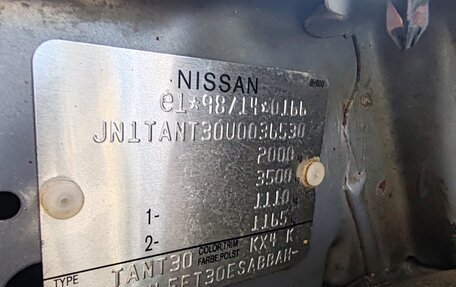 NISSAN
e1*98/14*0166
JN1TANT30U0036530
2000
3500
1- 1110
2- 1165
TYPE TANT30 COLOR,TRIM FARBE,POLST KX4 K